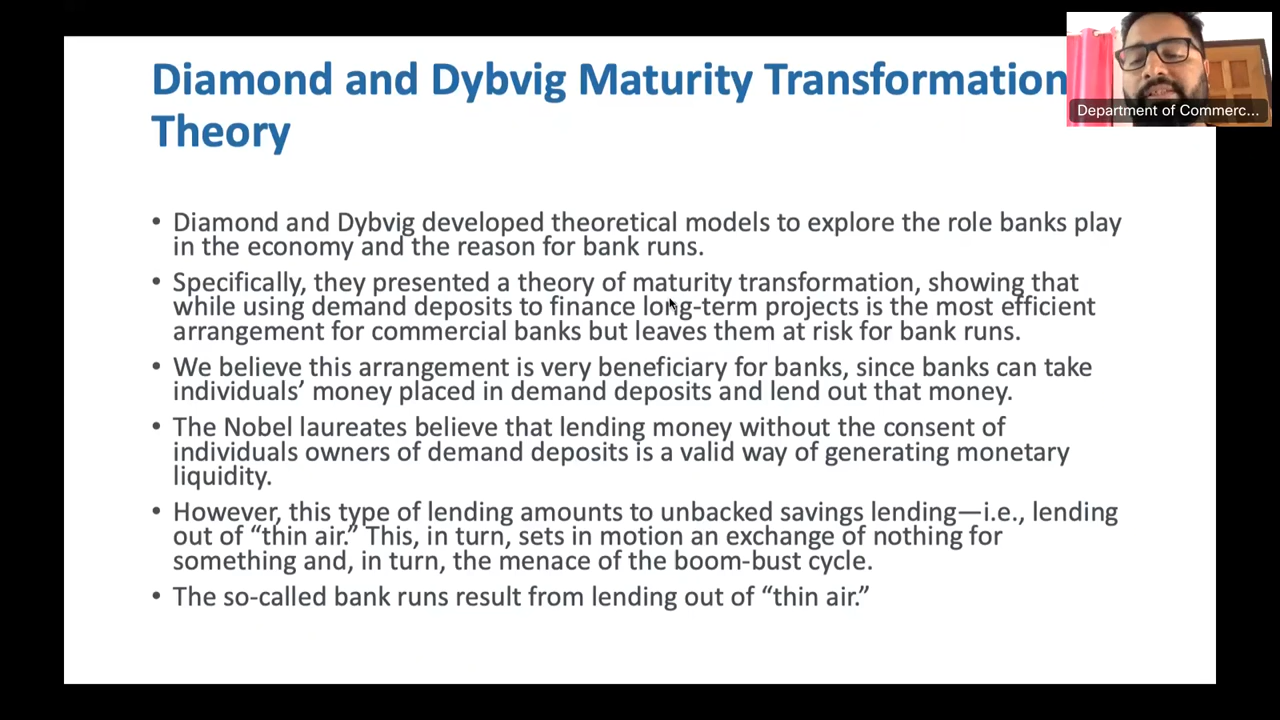 Diamond and Dybvig Maturity Transformation
Theory
Department of Commerc...
• Diamond and Dybvig developed theoretical models to explore the role banks play
in the economy and the reason for bank runs.
• Specifically, they presented a theory of maturity transformation, showing that
while using demand deposits to finance long-term projects is the most efficient
arrangement for commercial banks but leaves them at risk for bank runs.
• We believe this arrangement is very beneficiary for banks, since banks can take
individuals’ money placed in demand deposits and lend out that money.
• The Nobel laureates believe that lending money without the consent of
individuals owners of demand deposits is a valid way of generating monetary
liquidity.
• However, this type of lending amounts to unbacked savings lending—i.e., lending
out of “thin air.” This, in turn, sets in motion an exchange of nothing for
something and, in turn, the menace of the boom-bust cycle.
• The so-called bank runs result from lending out of “thin air.”